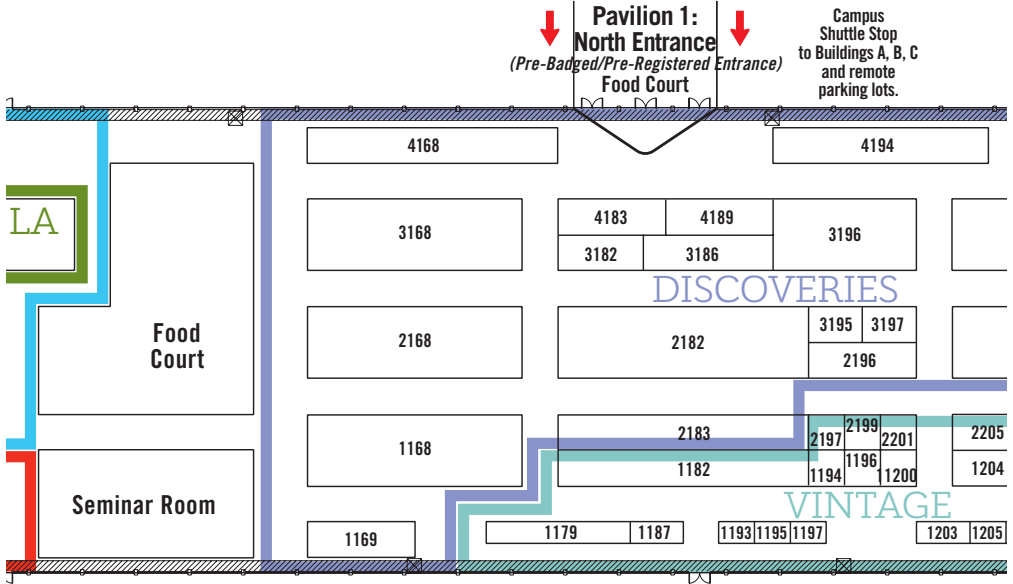 Pavilion 1:
North Entrance
(Pre-Badged/Pre-Registered Entrance)
Food Court
Campus
Shuttle Stop
to Buildings A, B, C
and remote
parking lots.
4168
4194
LA
3168
4183
4189
3182
3186
3196
DISCOVERIES
Food
Court
2168
2182
3195
3197
2196
1168
2183
2197
2199
2201
2205
1182
1194
1196
11200
1204
Seminar Room
VINTAGE
1169
1179
1187
1193
1195
1197
1203
1205